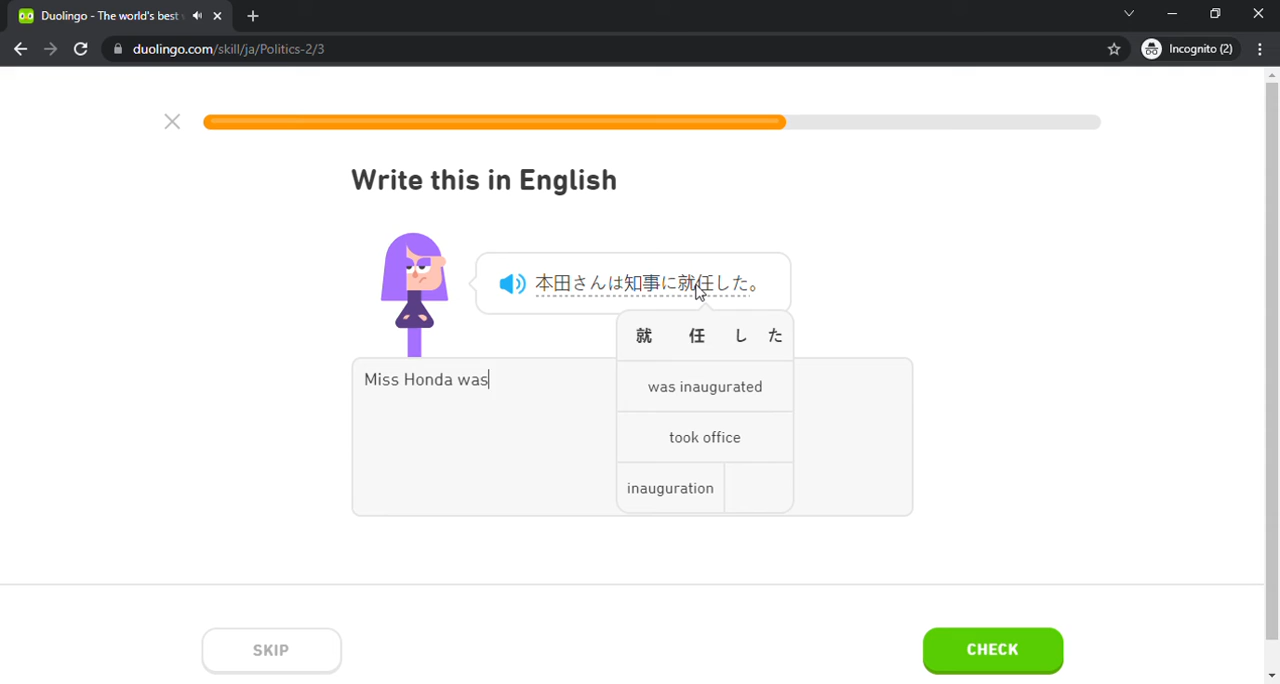 Duolingo - The world's best
duolingo.com/skill/ja/Politics-2/3
Incognito (2)
Write this in English
本田さんは知事に就任した。
就任した
Miss Honda was
was inaugurated
took office
inauguration
SKIP
CHECK